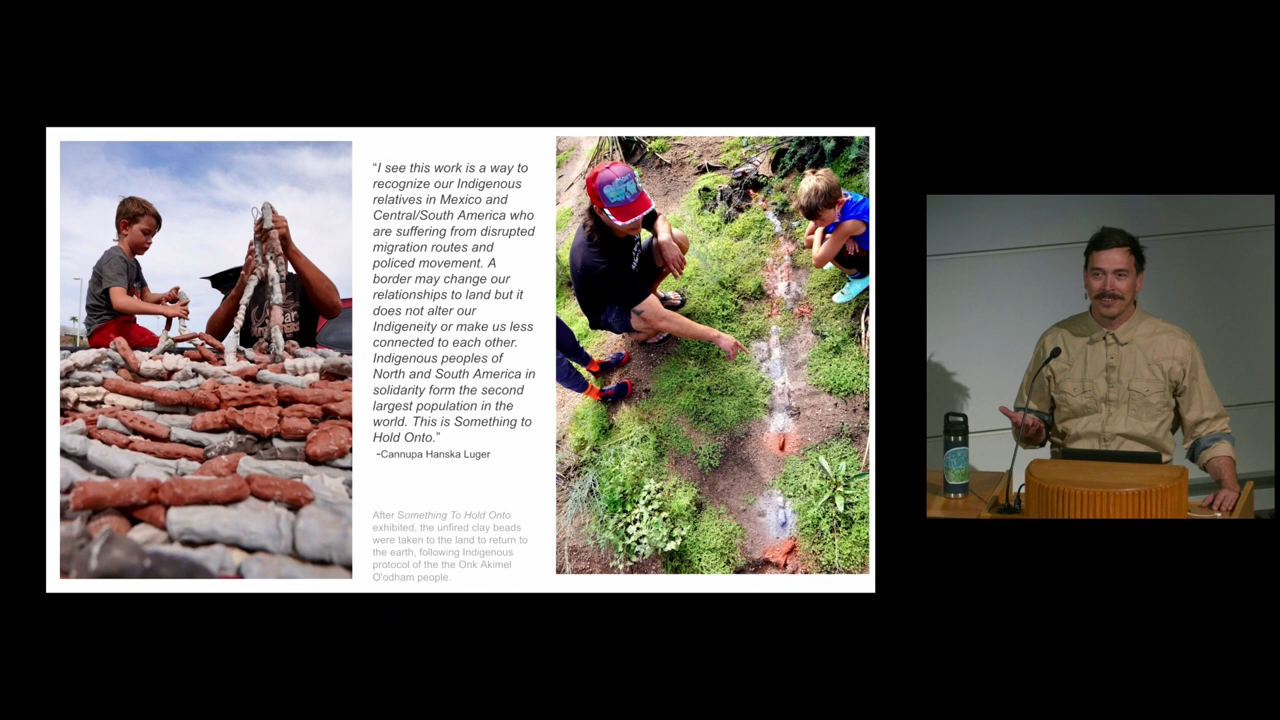 “I see this work is a way to
recognize our Indigenous
relatives in Mexico and
Central/South America who
are suffering from disrupted
migration routes and
policed movement. A
border may change our
relationships to land but it
does not alter our
Indigeneity or make us less
connected to each other.
Indigenous peoples of
North and South America in
solidarity form the second
largest population in the
world. This is Something to
Hold Onto.”
-Cannupa Hanska Luger
After Something To Hold Onto
exhibited, the unfired clay beads
were taken to the land to return to
the earth, following Indigenous
protocol of the the Onk Akimel
O'odham people.